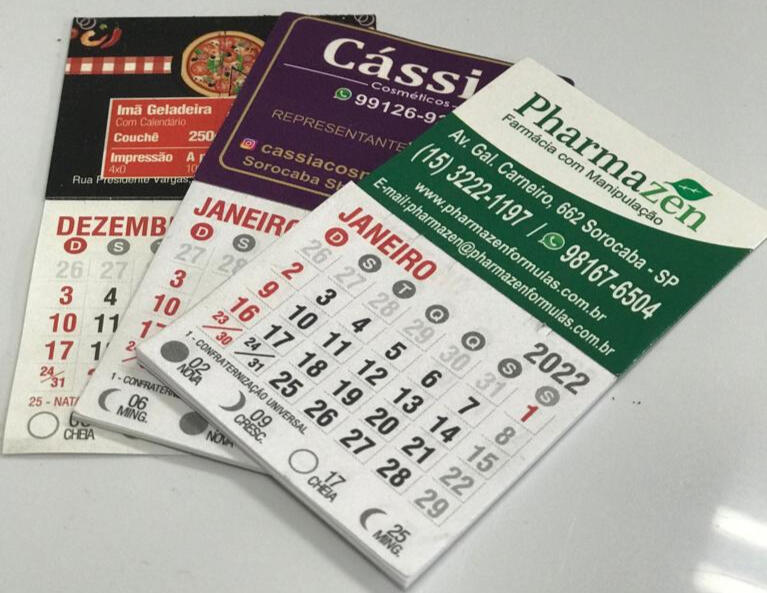 Imã Geladeira
Com Calendário
Couchê 250
Impressão
4x0
Rua Presidente Vargas,
DEZEMB
D S
26 27
3 4
10 11
17
24/31
25 - NATA
CHEIA
Cássi
Cosméticos
99126-9
REPRESENTANTE
cassiacosm
Sorocaba
JANEIRO
D S
27 28
3
10
17
1 - CONFRATERN
06
MING.
NOVA
Pharmazen
Farmácia com Manipulação
Av. Gal. Carneiro, 662 Sorocaba - SP
(15) 3222-1197 / 98167-6504
www.pharmazenformulas.com.br
E-mail:pharmazen@pharmazenformulas.com.br
JANEIRO 2022
D S T Q Q S S
26 27 28 29 30 31 1
2 3 4 5 6 7 8
9 10 11 12 13 14 15
16 17 18 19 20 21 22
23/30 24/31 25 26 27 28 29
1 - CONFRATERNIZAÇÃO UNIVERSAL
02 NOVA
09 CRESC.
17 CHEIA
25 MING.